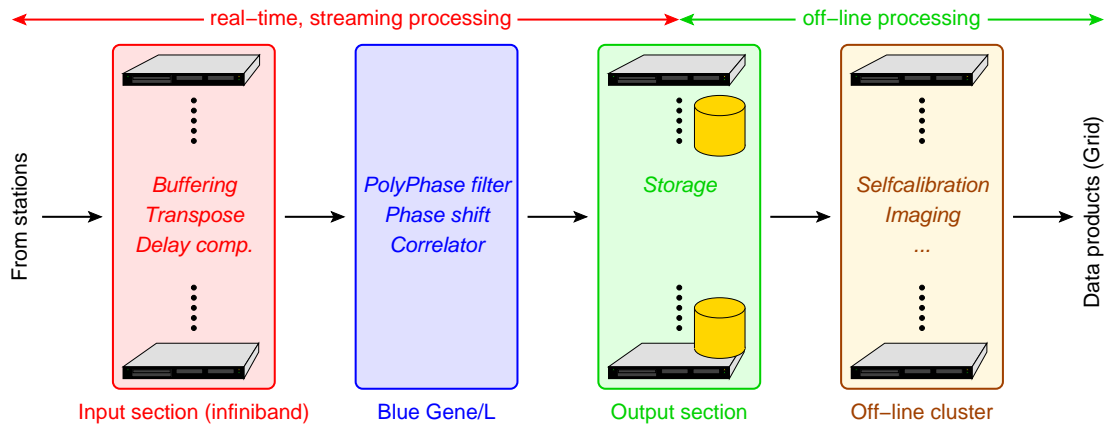 real−time, streaming processing
off−line processing
From stations
Buffering
Transpose
Delay comp.
PolyPhase filter
Phase shift
Correlator
Storage
Selfcalibration
Imaging
...
Data products (Grid)
Input section (infiniband)
Blue Gene/L
Output section
Off−line cluster